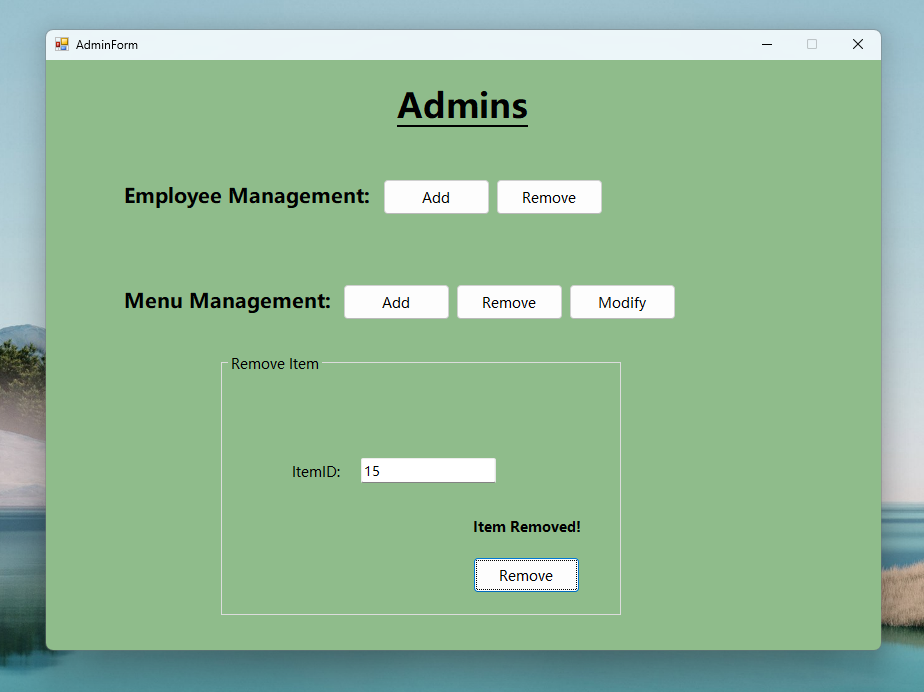 AdminForm
Admins
Employee Management: Add Remove
Menu Management: Add Remove Modify
Remove Item
ItemID: 15
Item Removed!
Remove